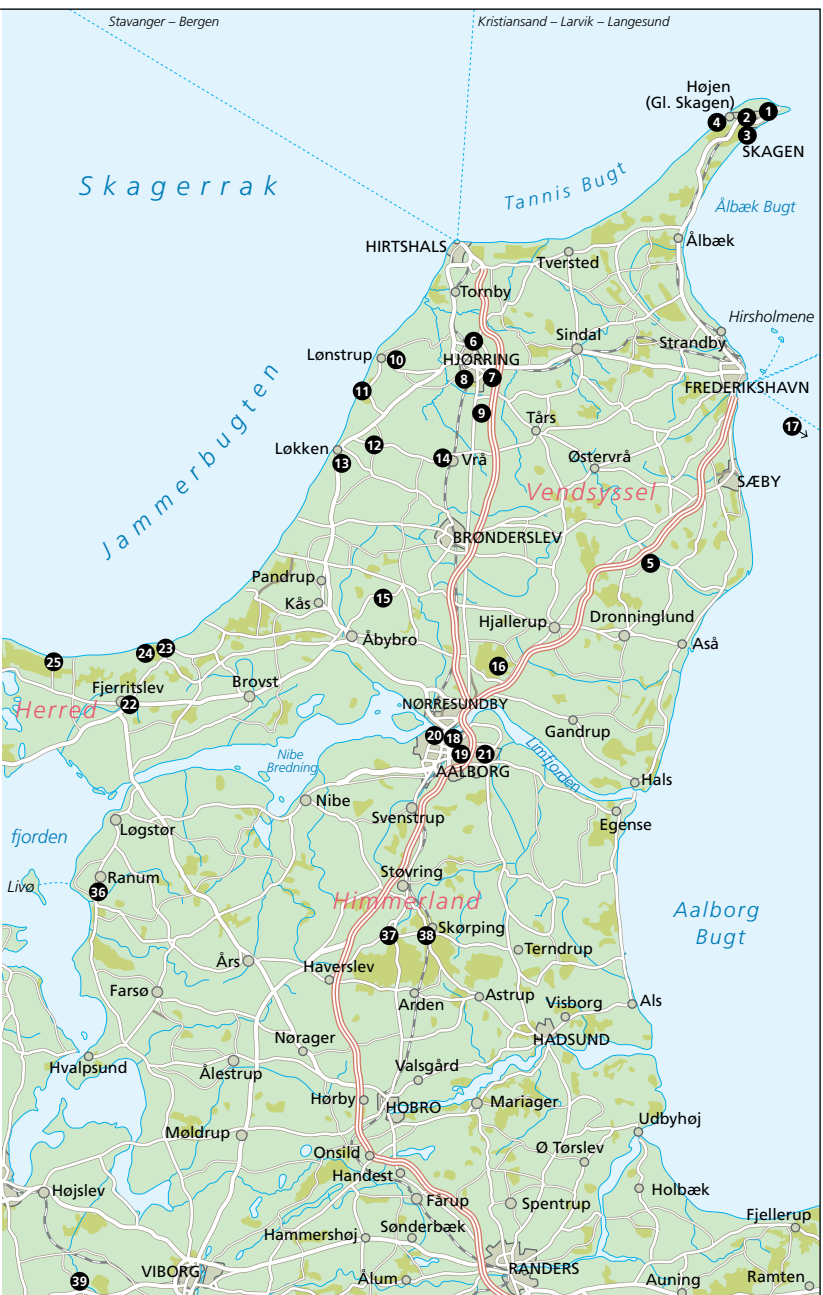 Stavanger – Bergen
Kristiansand – Larvik – Langesund
Højen
(Gl. Skagen)
1
2
4
3
SKAGEN
Skagerrak
Tannis Bugt
Ålbæk Bugt
HIRTSHALS
Ålbæk
Tversted
Tornby
Hirsholmene
6
Sindal
Strandby
Lønstrup
10
HJØRRING
8
7
FREDERIKSHAVN
11
9
Tårs
17
Jammerbugten
12
Løkken
13
14
Vrå
Østervrå
SÆBY
Vendsyssel
BRØNDERSLEV
5
Pandrup
15
Kås
Hjallerup
Dronninglund
Åbybro
Aså
24
23
25
16
Fjerritslev
Brovst
22
Herred
NØRRESUNDBY
Gandrup
20
18
19
21
Limfjorden
Nibe
Bredning
AALBORG
Hals
Nibe
Svenstrup
Egense
fjorden
Løgstør
Støvring
Livø
Ranum
36
Himmerland
Aalborg
Bugt
37
38
Skørping
Terndrup
Års
Haverslev
Farsø
Arden
Astrup
Visborg
Als
HADSUND
Nørager
Hvalpsund
Ålestrup
Valsgård
Hørby
HOBRO
Mariager
Udbyhøj
Møldrup
Onsild
Ø Tørslev
Handest
Højslev
Fårup
Spentrup
Holbæk
Fjellerup
Hammershøj
Sønderbæk
VIBORG
39
Ålum
RANDERS
Auning
Ramten